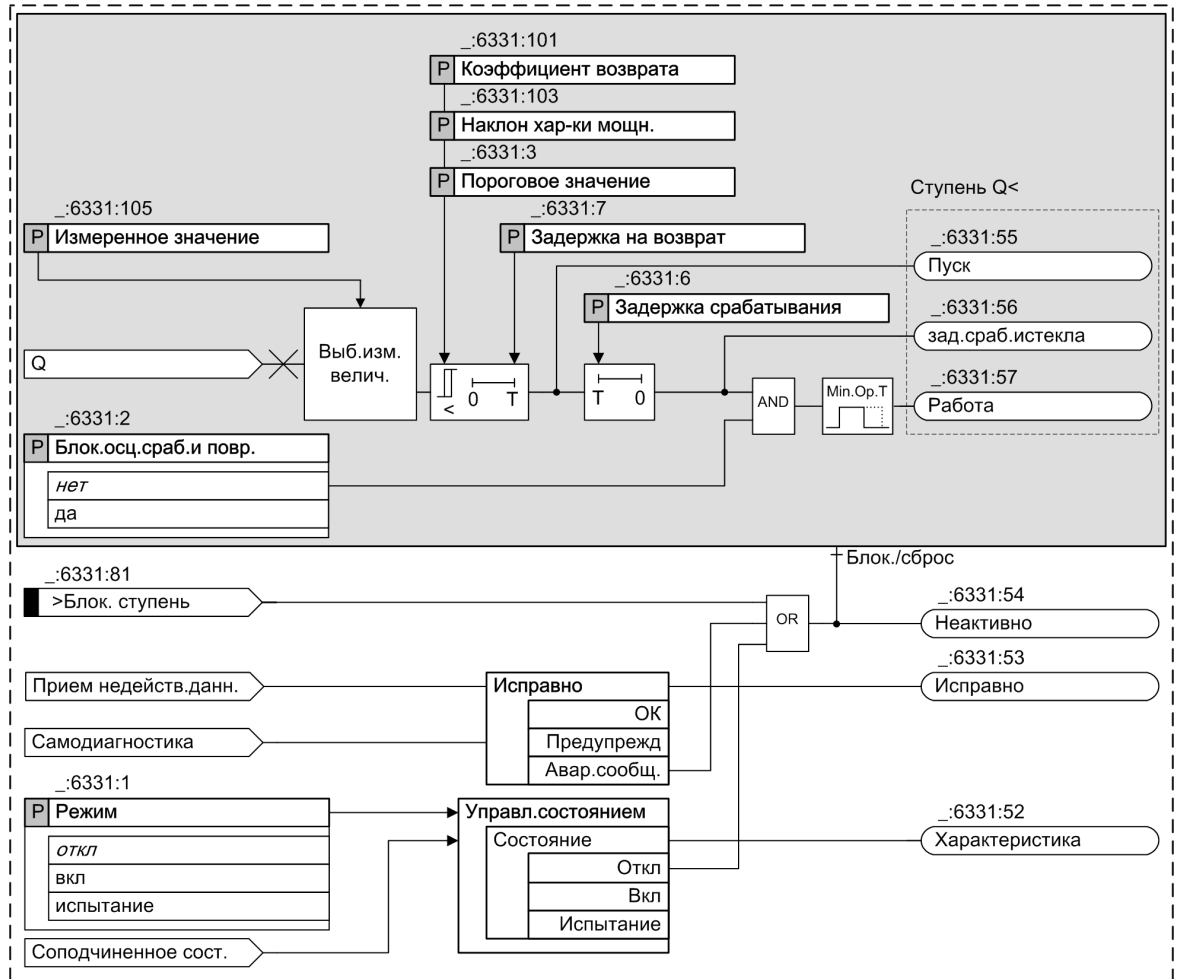 _:6331:101
P Коэффициент возврата
_:6331:103
P Наклон хар-ки мощн.
_:6331:3
P Пороговое значение
Ступень Q<
_:6331:105
P Измеренное значение
_:6331:7
P Задержка на возврат
_:6331:55
Пуск
_:6331:6
P Задержка срабатывания
_:6331:56
зад.сраб.истекла
Q
Выб.изм.
велич.
< 0 T
T 0
AND
Min.Op.T
_:6331:57
Работа
_:6331:2
P Блок.осц.сраб.и повр.
нет
да
Блок./сброс
_:6331:81
>Блок. ступень
OR
_:6331:54
Неактивно
_:6331:53
Прием недейств.данн.
Исправно
Исправно
ОК
Самодиагностика
Предупрежд
Авар.сообщ.
_:6331:1
P Режим
откл
вкл
испытание
Управл.состоянием
Состояние
Откл
Вкл
Испытание
_:6331:52
Характеристика
Соподчиненное сост.